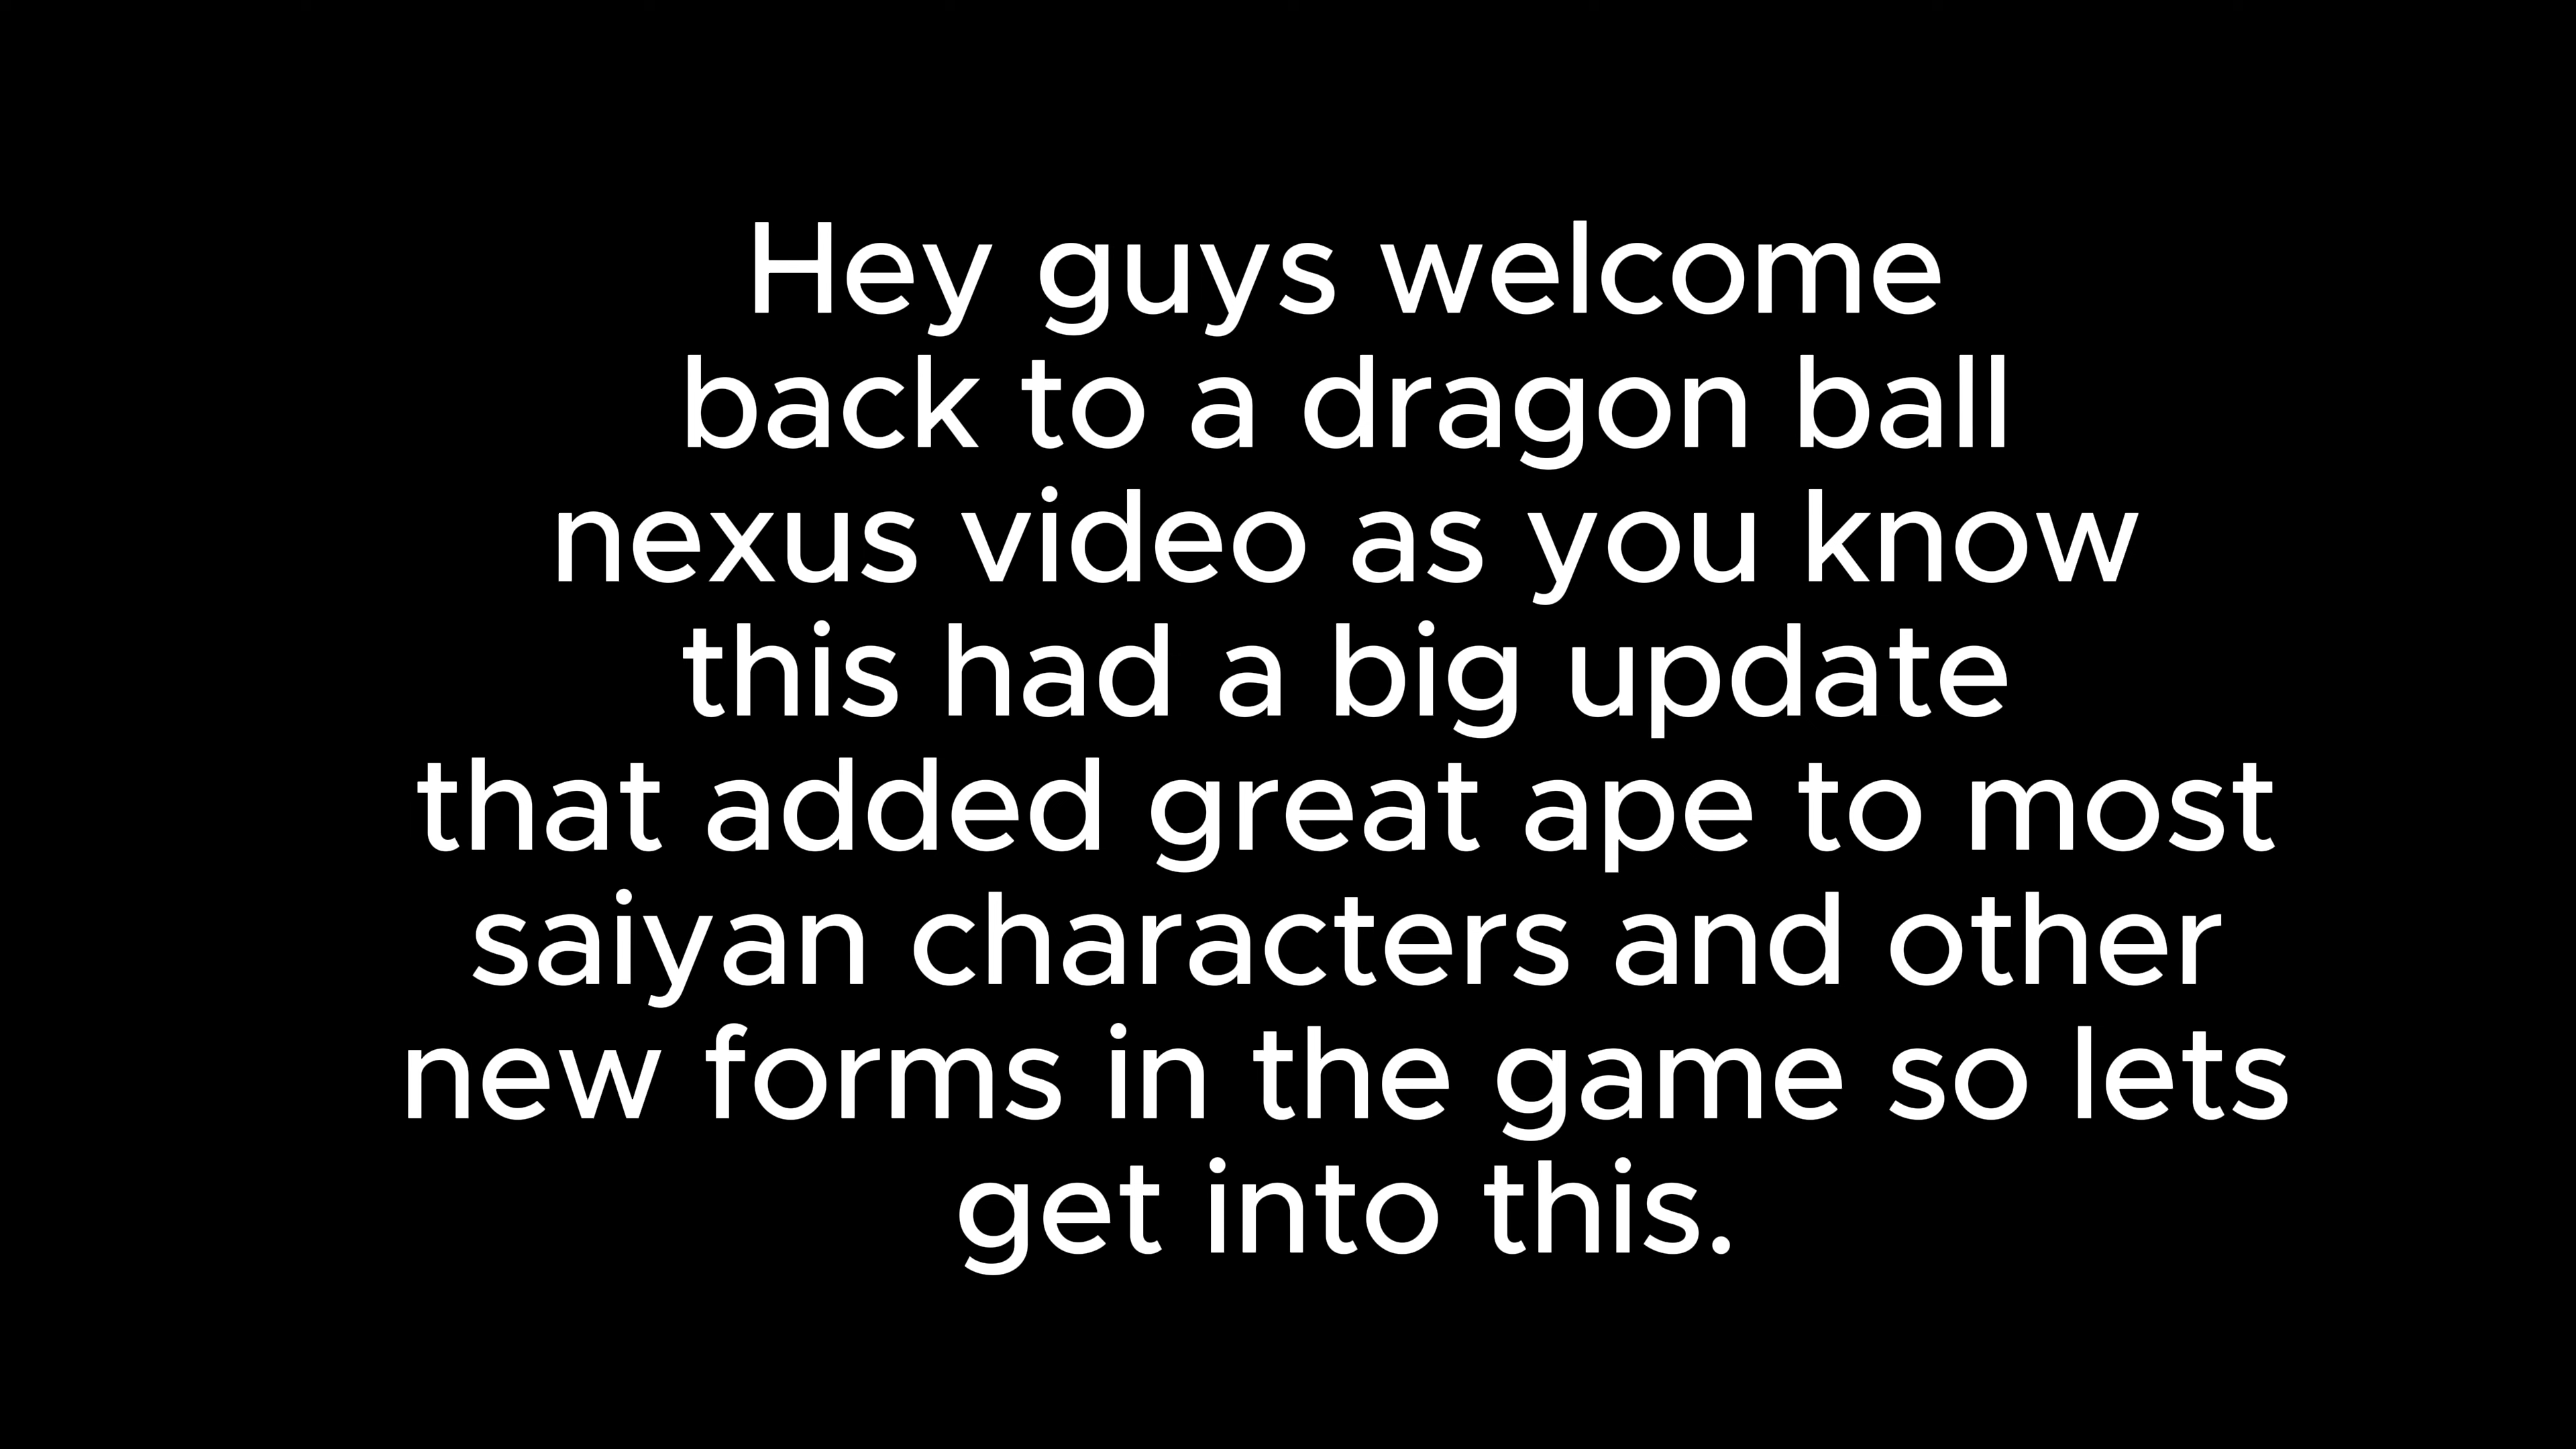 Hey guys welcome
back to a dragon ball
nexus video as you know
this had a big update
that added great ape to most
saiyan characters and other
new forms in the game so lets
get into this.